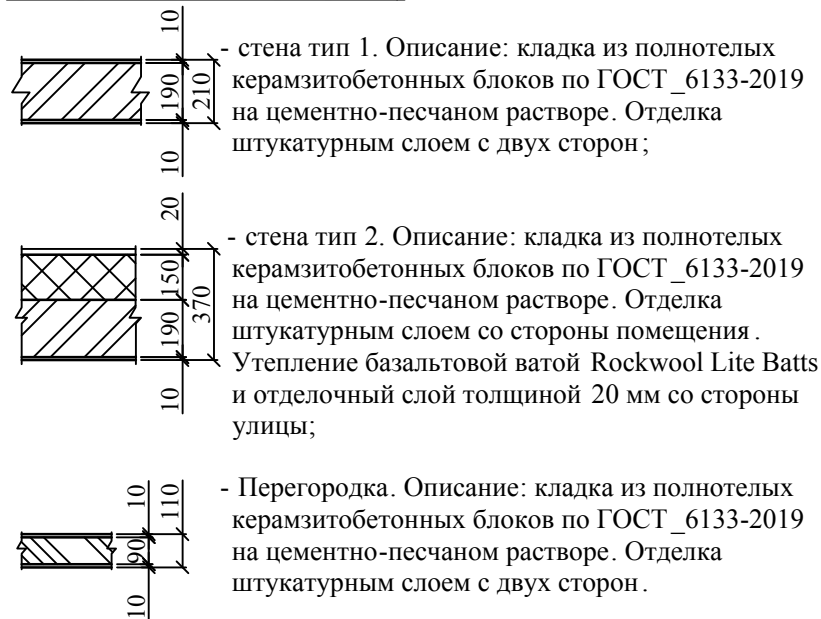 10
190
210
10
- стена тип 1. Описание: кладка из полнотелых
керамзитобетонных блоков по ГОСТ_6133-2019
на цементно-песчаном растворе. Отделка
штукатурным слоем с двух сторон;
20
150
190
370
10
- стена тип 2. Описание: кладка из полнотелых
керамзитобетонных блоков по ГОСТ_6133-2019
на цементно-песчаном растворе. Отделка
штукатурным слоем со стороны помещения.
Утепление базальтовой ватой Rockwool Lite Batts
и отделочный слой толщиной 20 мм со стороны
улицы;
10
110
90
10
- Перегородка. Описание: кладка из полнотелых
керамзитобетонных блоков по ГОСТ_6133-2019
на цементно-песчаном растворе. Отделка
штукатурным слоем с двух сторон.